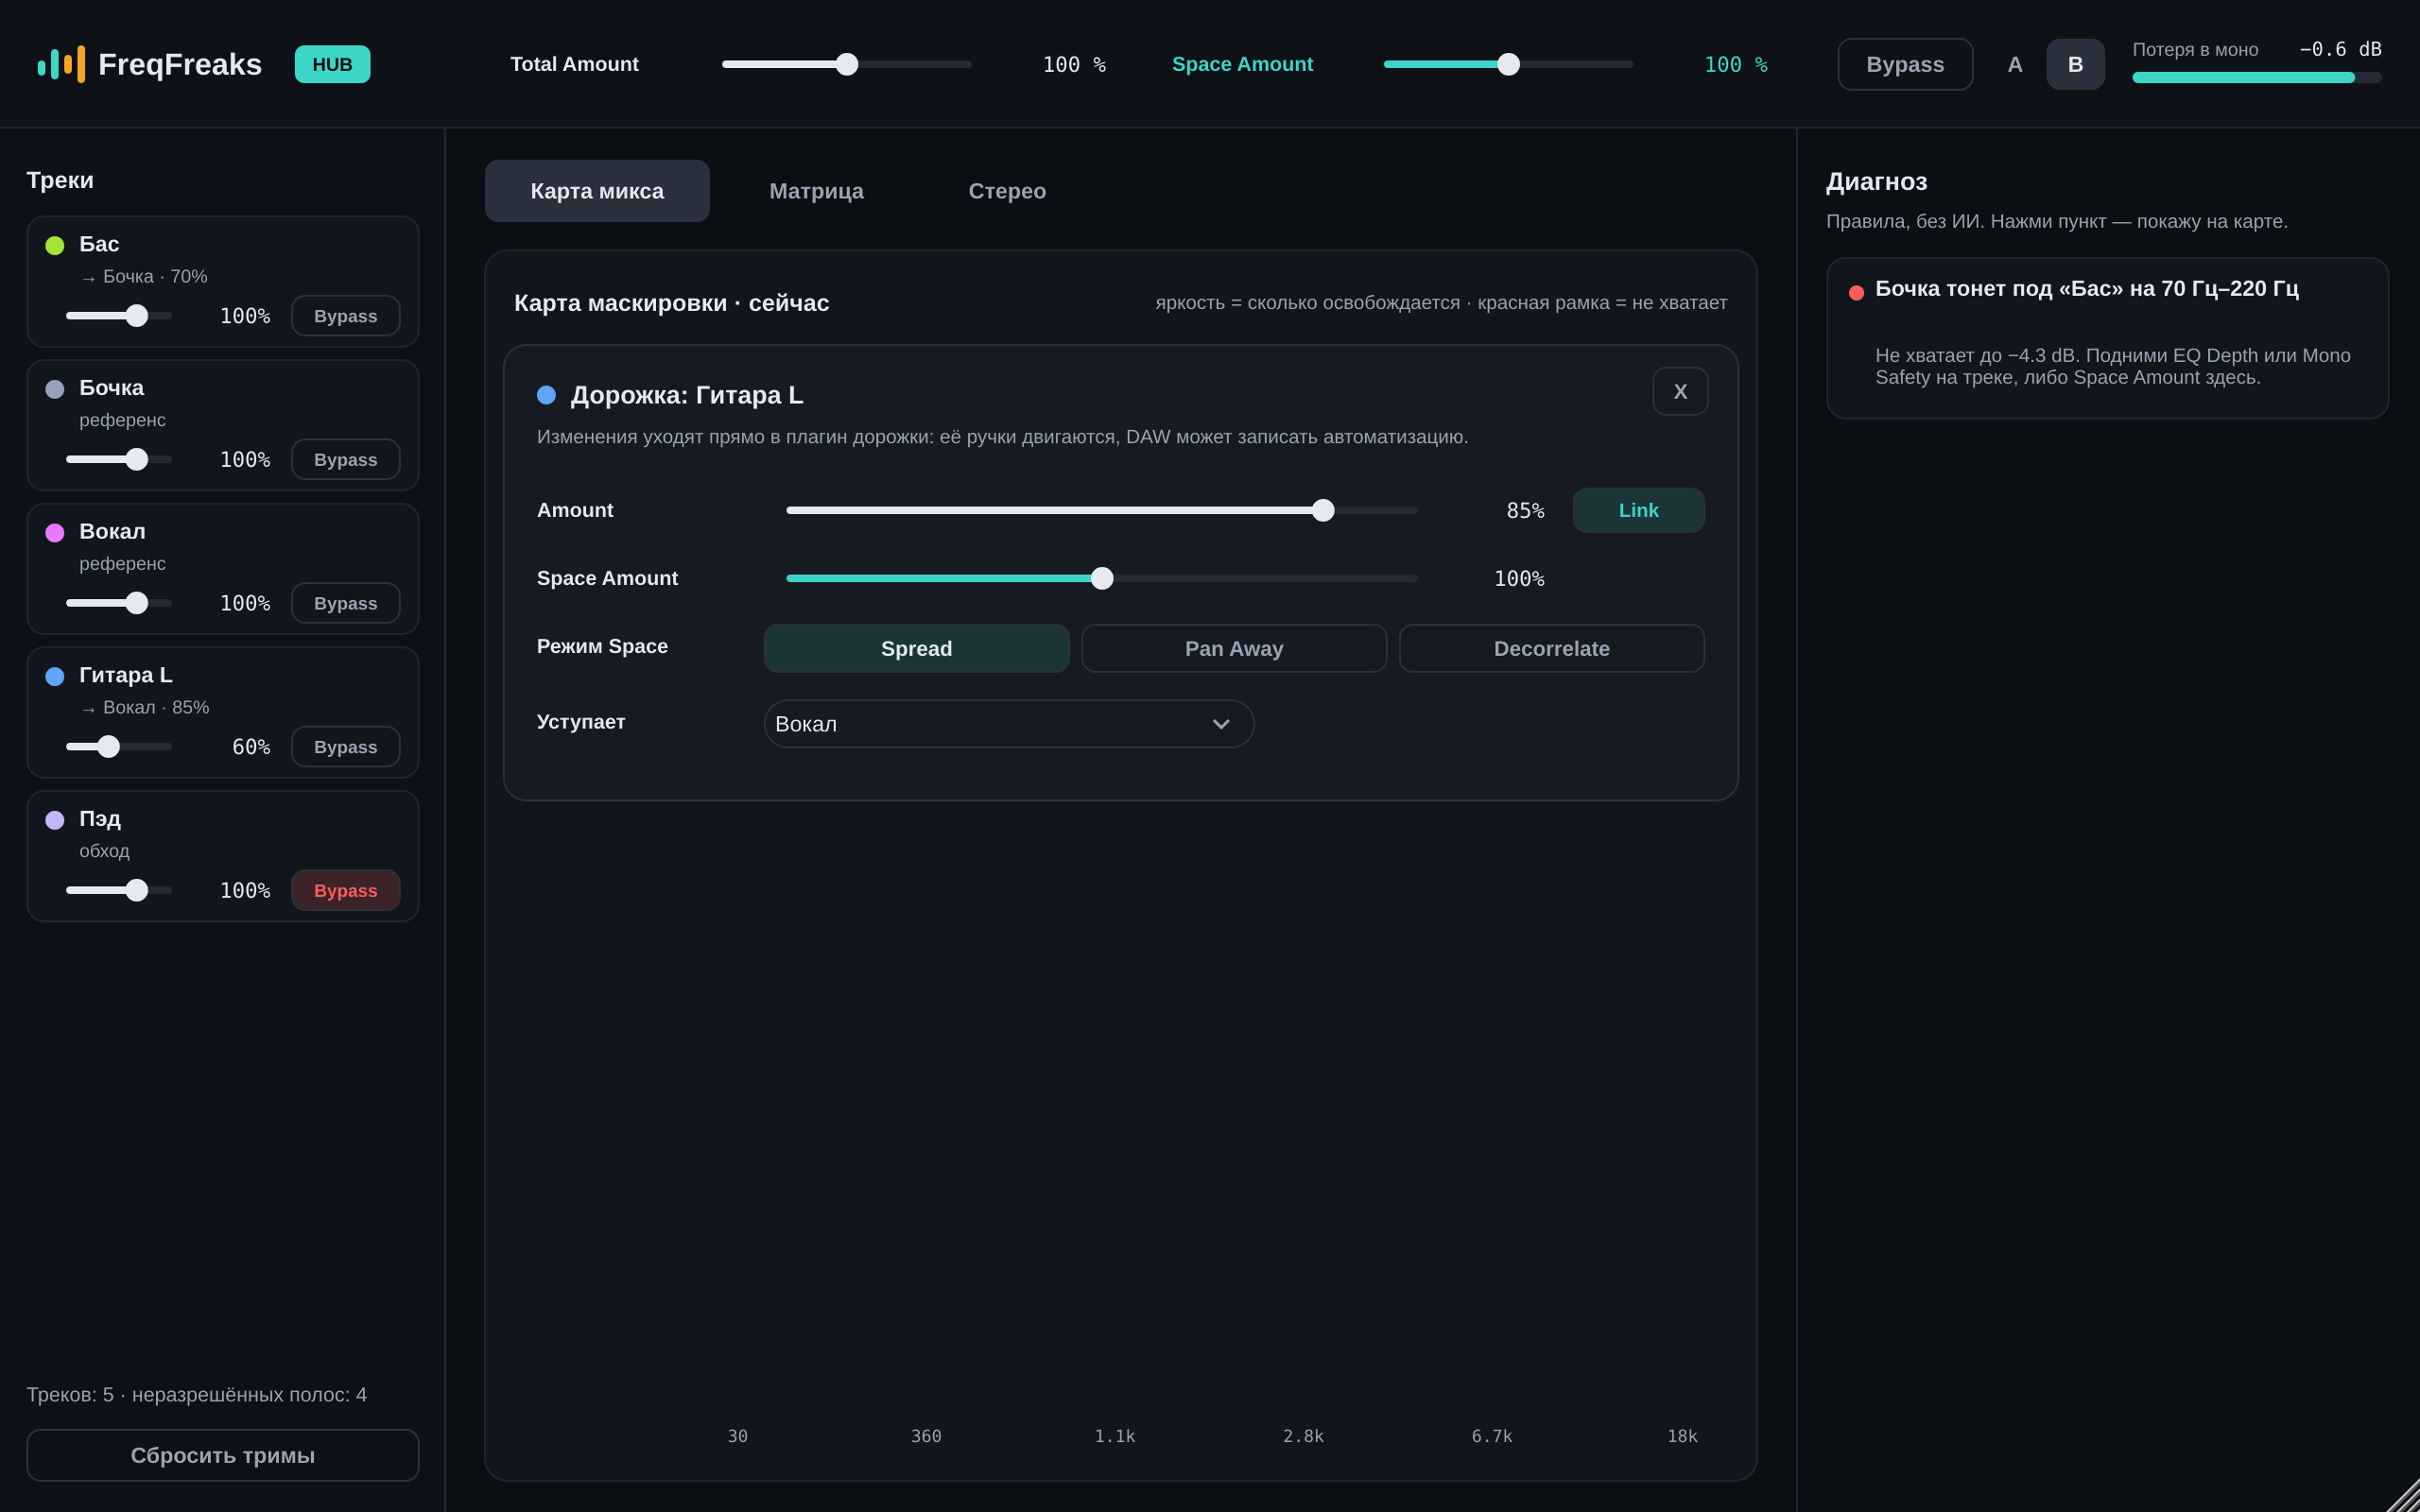 FreqFreaks HUB Total Amount 100 % Space Amount 100 % Bypass A B Потеря в моно −0.6 dB
Треки
Бас
→ Бочка · 70%
100% Bypass
Бочка
референс
100% Bypass
Вокал
референс
100% Bypass
Гитара L
→ Вокал · 85%
60% Bypass
Пэд
обход
100% Bypass
Треков: 5 · неразрешённых полос: 4
Сбросить тримы
Карта микса Матрица Стерео
Карта маскировки · сейчас яркость = сколько освобождается · красная рамка = не хватает
Дорожка: Гитара L X
Изменения уходят прямо в плагин дорожки: её ручки двигаются, DAW может записать автоматизацию.
Amount 85% Link
Space Amount 100%
Режим Space Spread Pan Away Decorrelate
Уступает Вокал
30 360 1.1k 2.8k 6.7k 18k
Диагноз
Правила, без ИИ. Нажми пункт — покажу на карте.
Бочка тонет под «Бас» на 70 Гц–220 Гц
Не хватает до −4.3 dB. Подними EQ Depth или Mono
Safety на треке, либо Space Amount здесь.